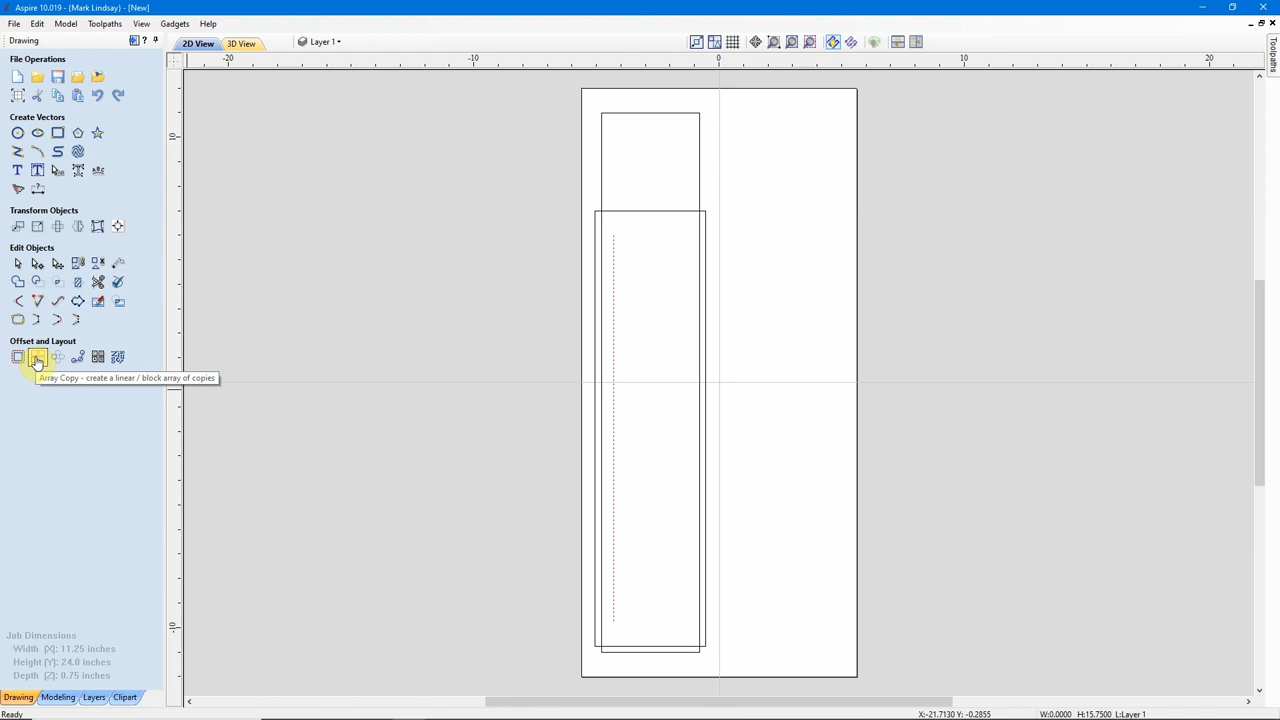 Aspire 10.019 - {Mark Lindsay} - [New]
File Edit Model Toolpaths View Gadgets Help
Drawing
2D View 3D View Layer 1
-20 -10 0 10 20
File Operations
Create Vectors
10
Transform Objects
Edit Objects
Offset and Layout
Array Copy - create a linear / block array of copies
-10
Job Dimensions
Width (X): 11.25 inches
Height (Y): 24.0 inches
Depth (Z): 0.75 inches
Drawing Modeling Layers Clipart
Ready X:-21.7130 Y: -0.2855 W:0.0000 H:15.7500 L:Layer 1
Toolpaths